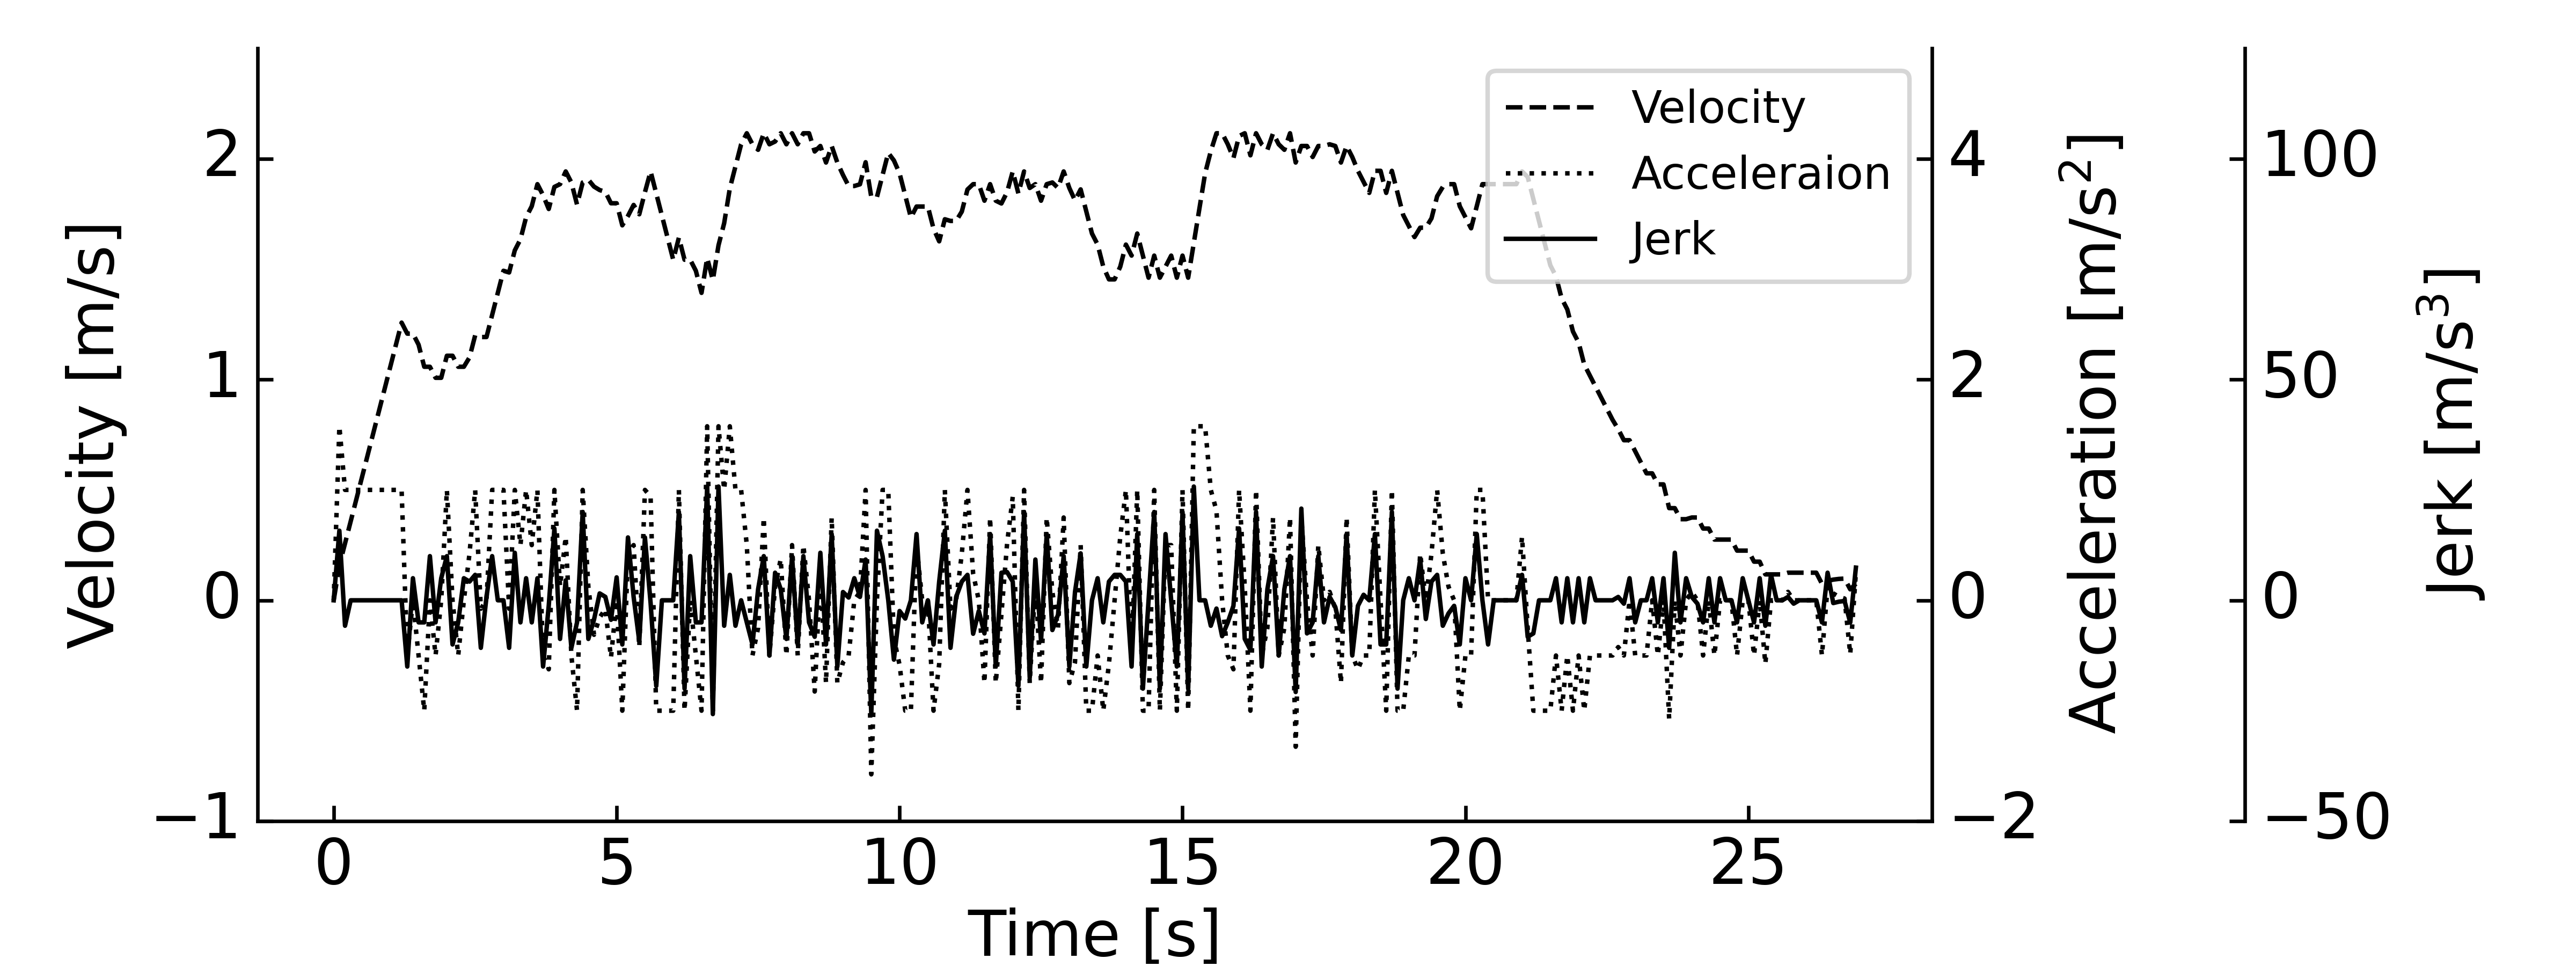 Velocity [m/s]
2
1
0
−1
0 5 10 15 20 25
Time [s]
Velocity
Acceleraion
Jerk
4
2
0
−2
Acceleration [m/s²]
100
50
0
−50
Jerk [m/s³]